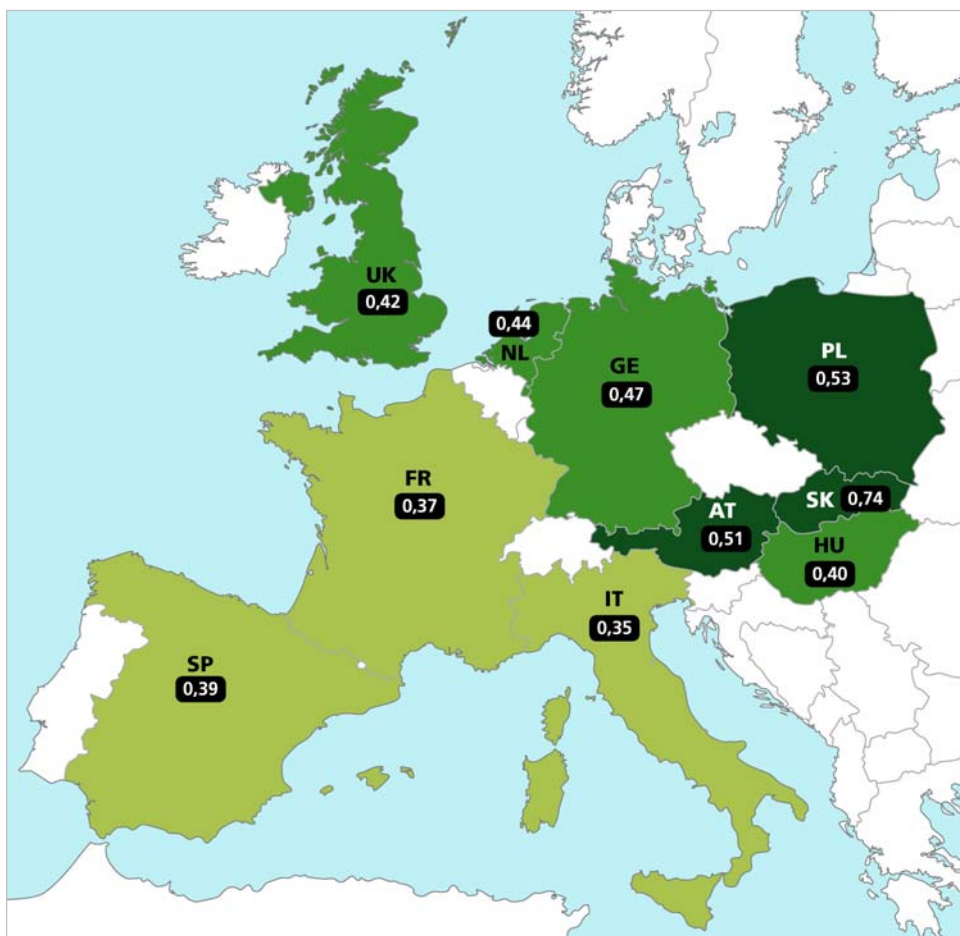 UK
0,42
0,44
NL
GE
0,47
PL
0,53
FR
0,37
AT
0,51
SK 0,74
HU
0,40
IT
0,35
SP
0,39